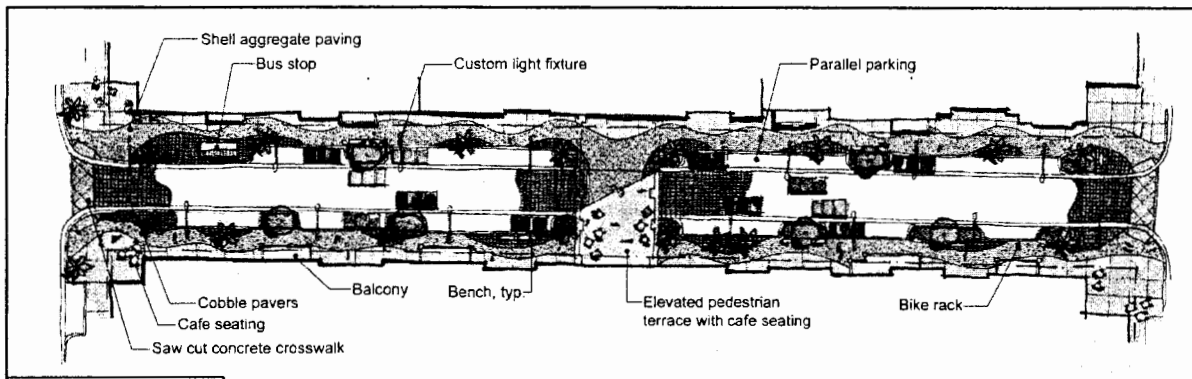 Shell aggregate paving
Bus stop
Custom light fixture
Parallel parking
Cobble pavers
Cafe seating
Saw cut concrete crosswalk
Balcony
Bench, typ.
Elevated pedestrian
terrace with cafe seating
Bike rack